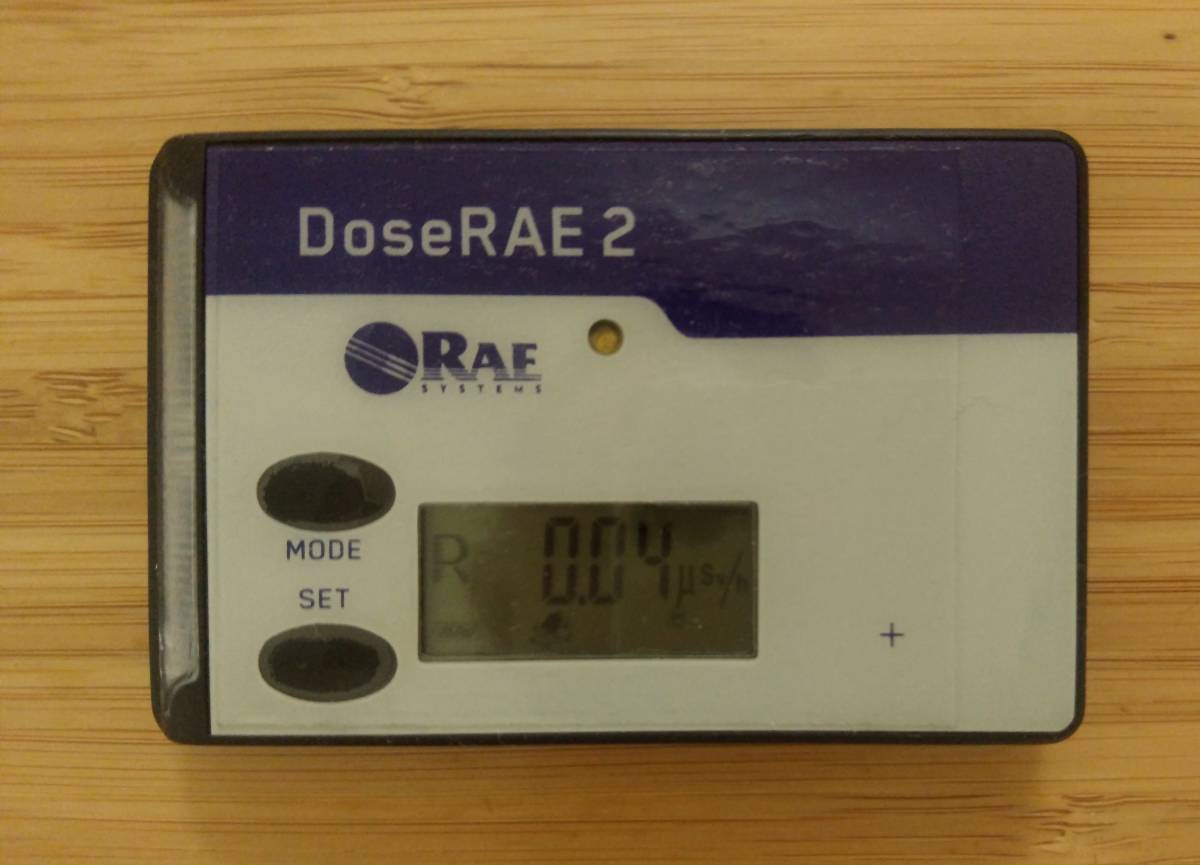 DoseRAE 2
RAE
SYSTEMS
MODE
SET
R 0.04 µSv/h
+